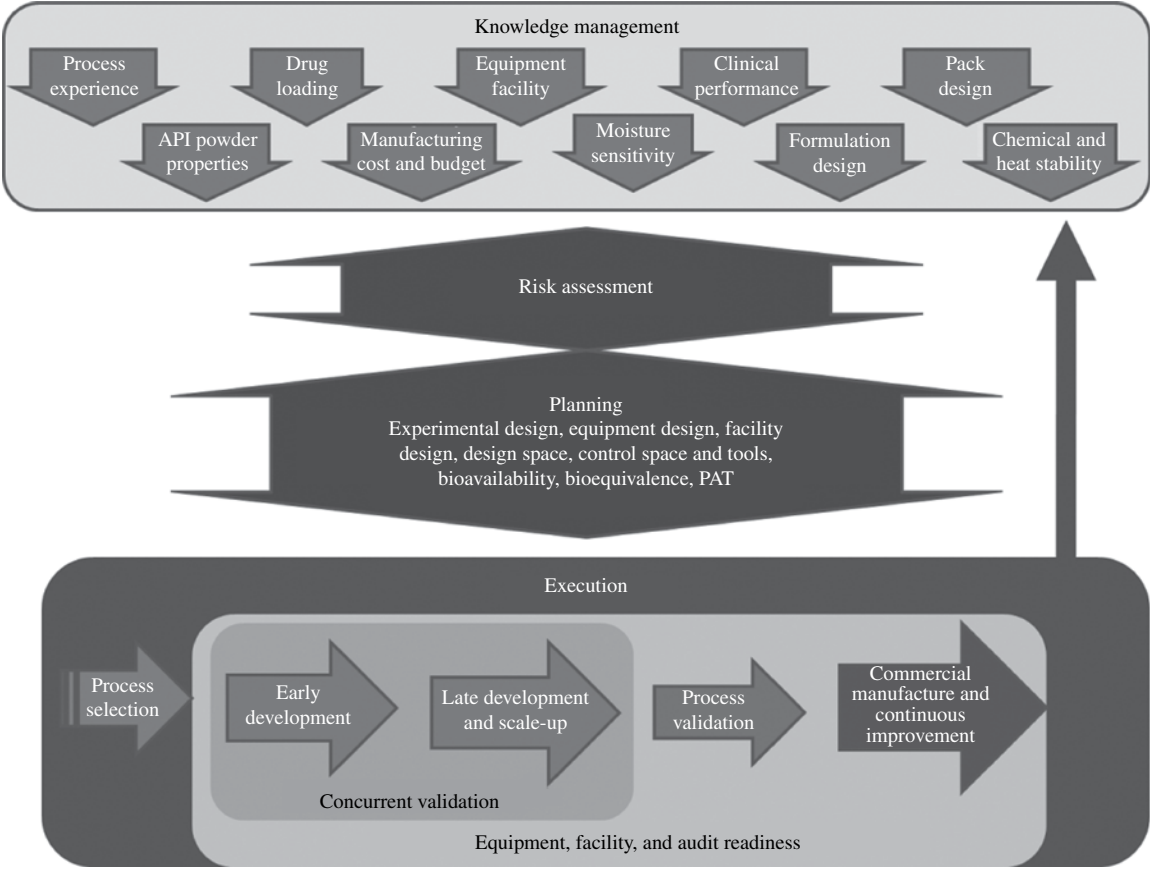 Knowledge management
Process
experience
Drug
loading
Equipment
facility
Clinical
performance
Pack
design
API powder
properties
Manufacturing
cost and budget
Moisture
sensitivity
Formulation
design
Chemical and
heat stability
Risk assessment
Planning
Experimental design, equipment design, facility
design, design space, control space and tools,
bioavailability, bioequivalence, PAT
Execution
Process
selection
Early
development
Late development
and scale-up
Process
validation
Commercial
manufacture and
continuous
improvement
Concurrent validation
Equipment, facility, and audit readiness